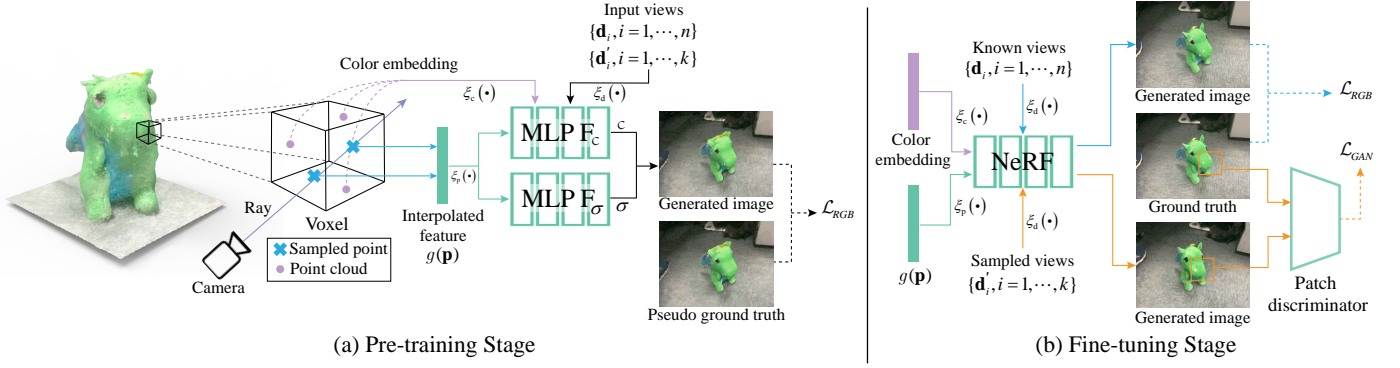 Input views
{d_i, i = 1, ⋯, n}
{d'_i, i = 1, ⋯, k}
Color embedding
ξ_c(•)
ξ_d(•)
MLP F_c
c
MLP F_σ
σ
ξ_p(•)
Interpolated
feature
g(p)
Ray
Voxel
Sampled point
Point cloud
Camera
Generated image
Pseudo ground truth
ℒ_RGB
(a) Pre-training Stage
Known views
{d_i, i = 1, ⋯, n}
ξ_d(•)
ξ_c(•)
Color
embedding
NeRF
ξ_p(•)
ξ_d(•)
g(p)
Sampled views
{d'_i, i = 1, ⋯, k}
Generated image
Ground truth
Generated image
ℒ_RGB
ℒ_GAN
Patch
discriminator
(b) Fine-tuning Stage